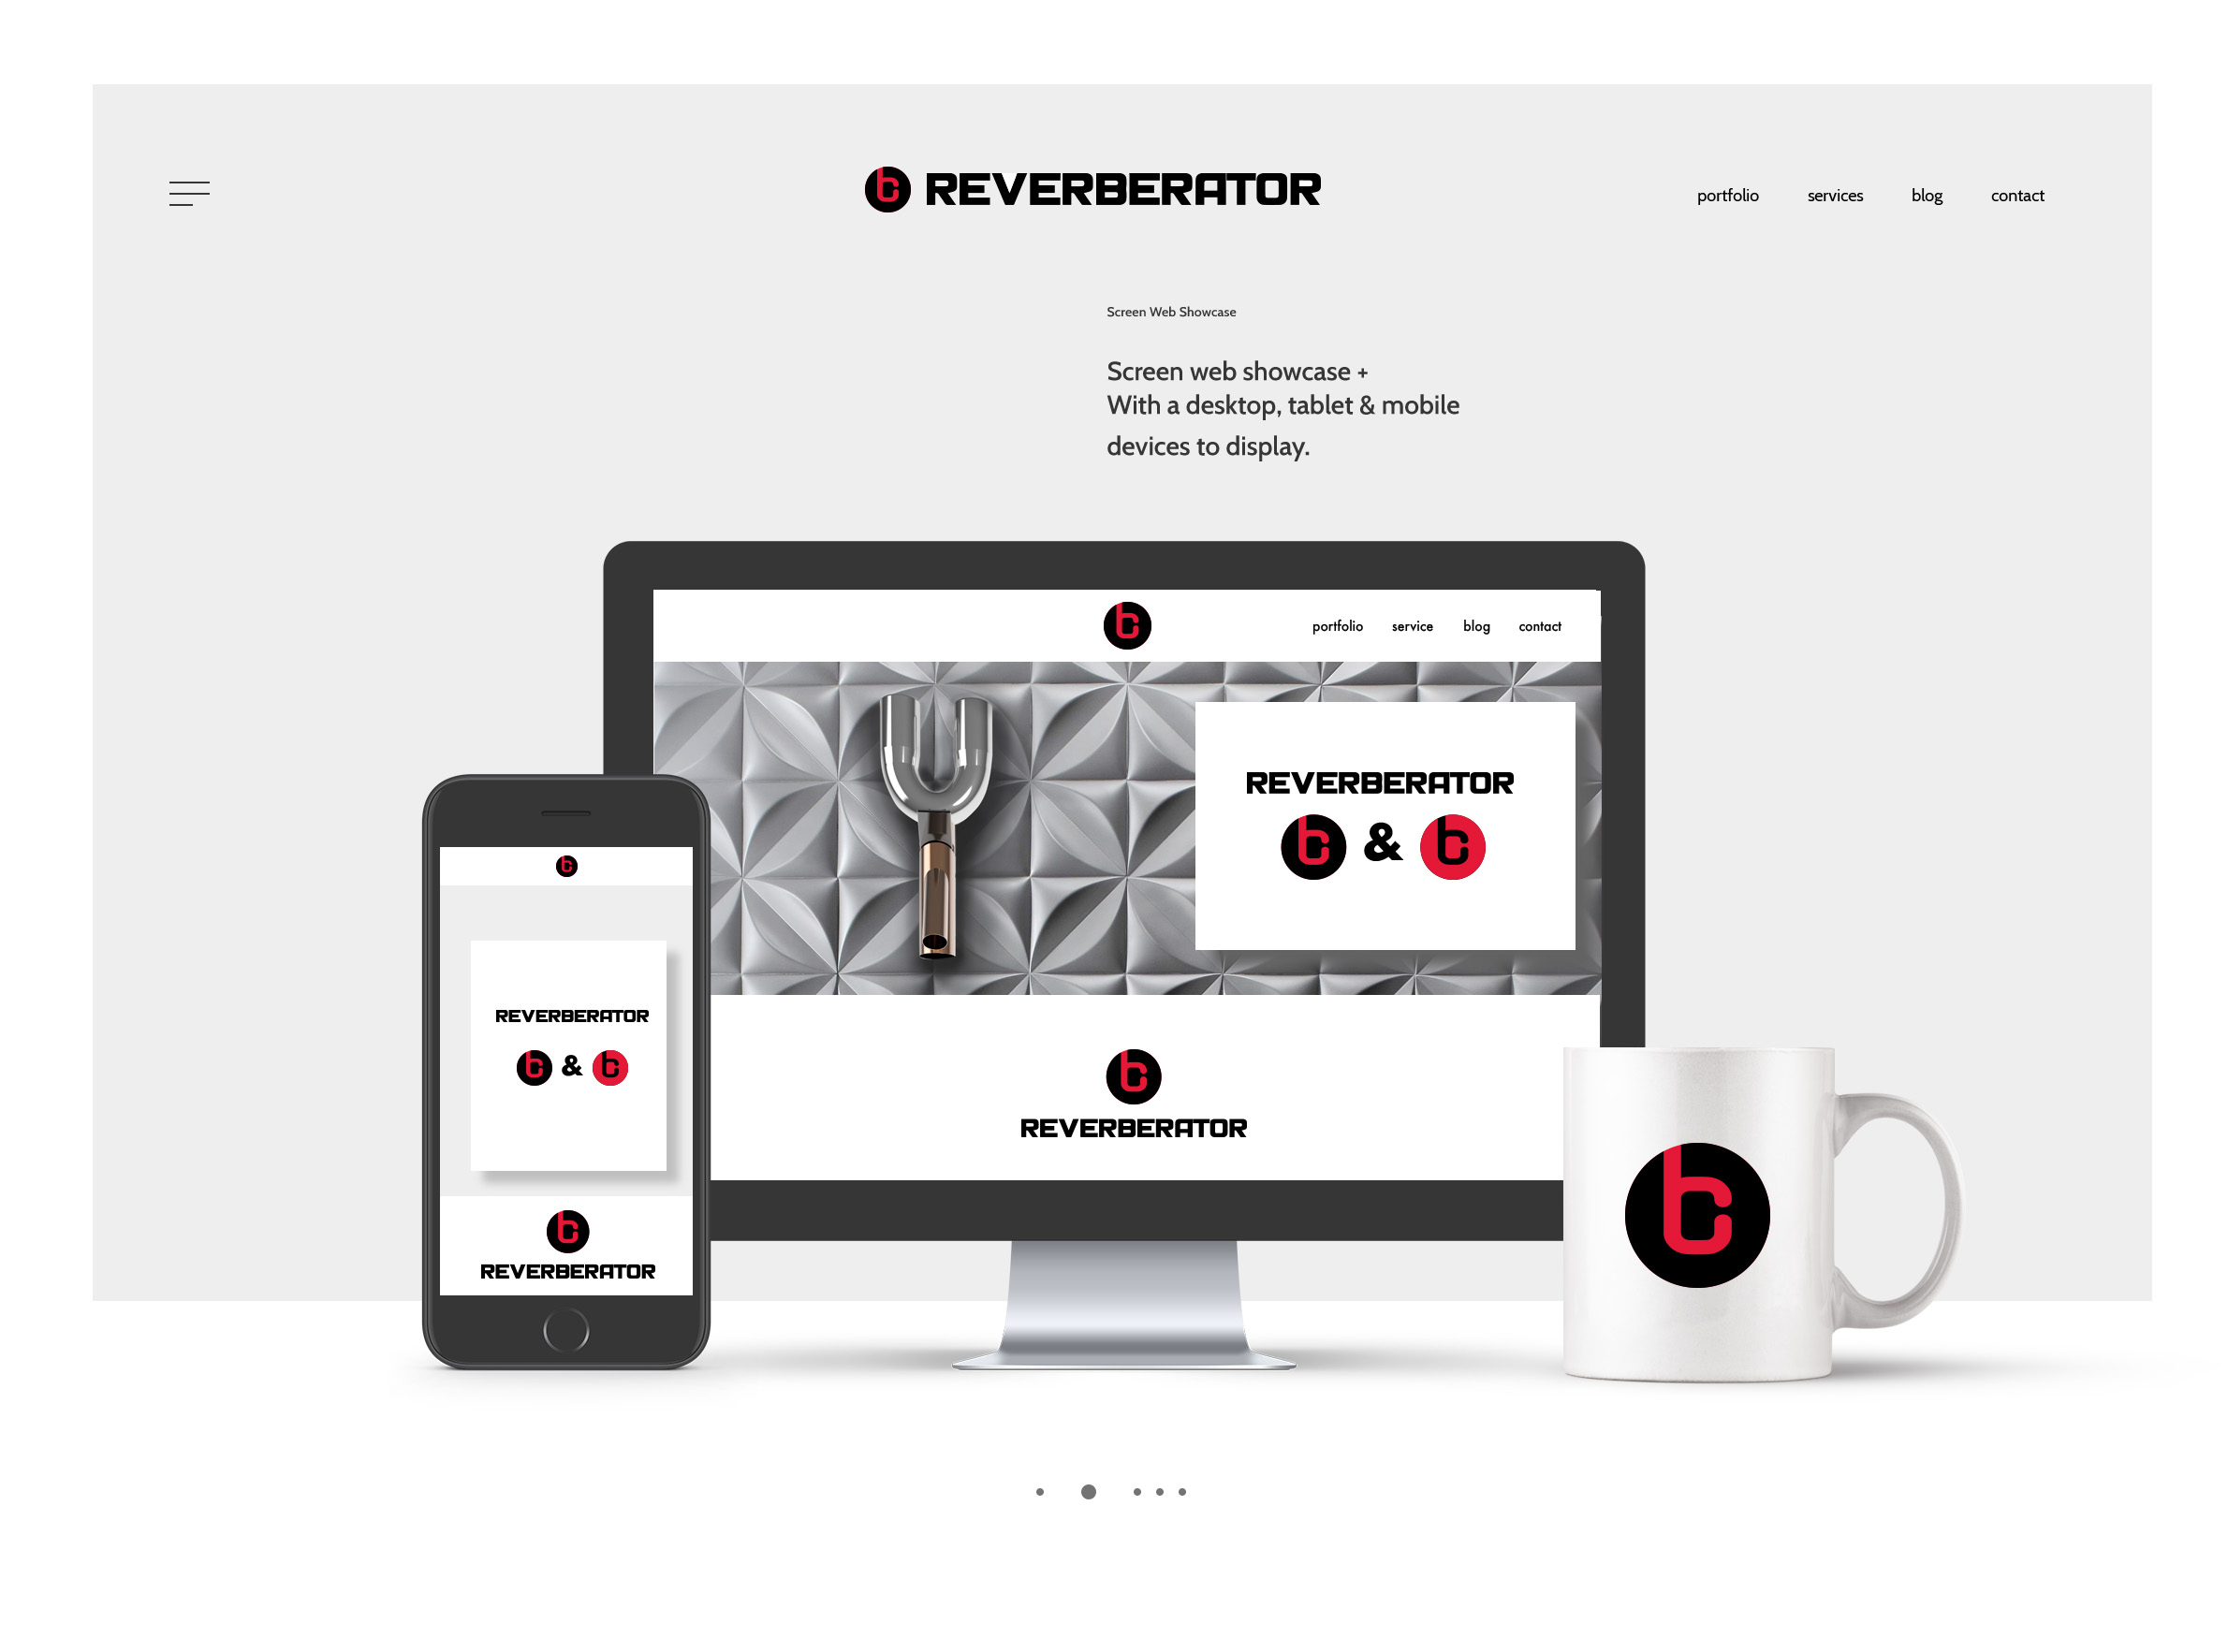 REVERBERATOR
portfolio services blog contact
Screen Web Showcase
Screen web showcase +
With a desktop, tablet & mobile
devices to display.
portfolio service blog contact
REVERBERATOR
&
REVERBERATOR
REVERBERATOR
&
REVERBERATOR